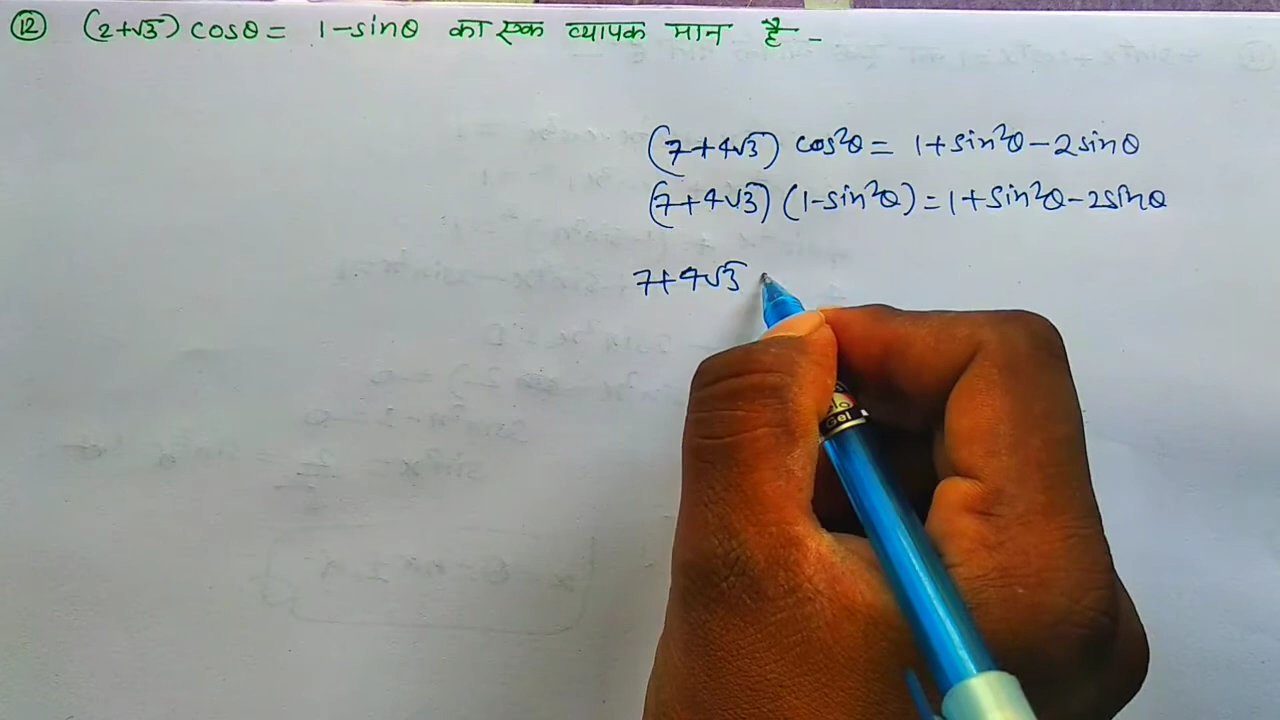 (12) (2+√3) cosθ = 1-sinθ का एक व्यापक मान है -
(7+4√3) cos²θ = 1+sin²θ-2sinθ
(7+4√3) (1-sin²θ) = 1+sin²θ-2sinθ
7+4√3
Gel